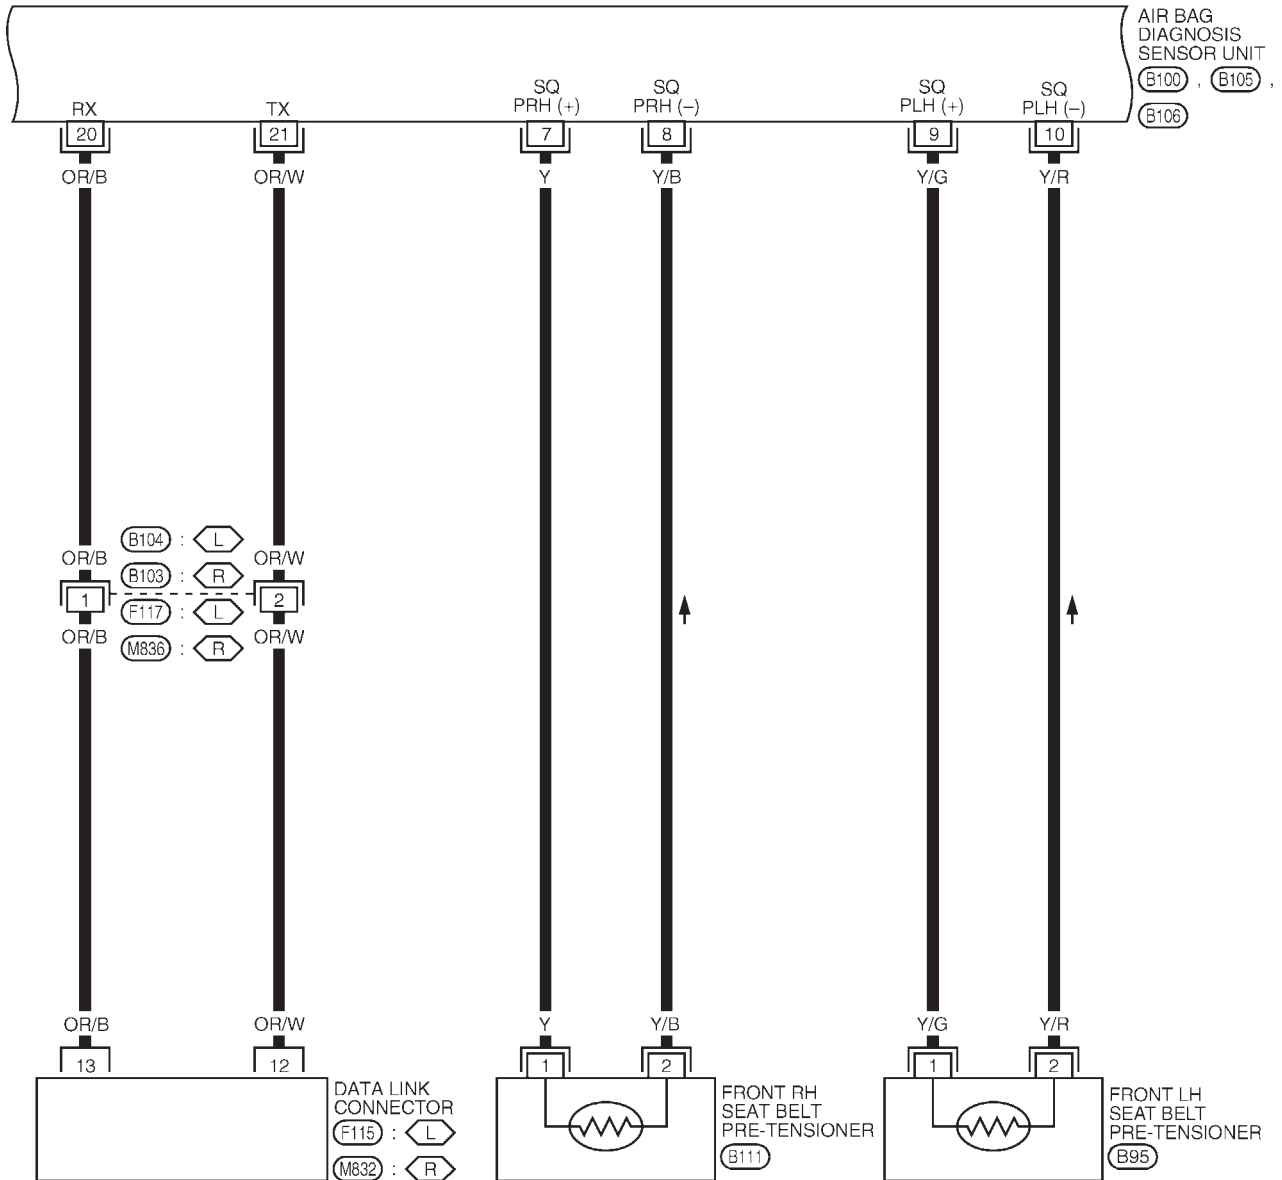 AIR BAG
DIAGNOSIS
SENSOR UNIT
B100 , B105 ,
B106
RX
TX
SQ
PRH (+)
SQ
PRH (–)
SQ
PLH (+)
SQ
PLH (–)
20
21
7
8
9
10
OR/B
OR/W
Y
Y/B
Y/G
Y/R
B104 : L
OR/B
OR/W
B103 : R
1
2
F117 : L
OR/B
OR/W
M836 : R
OR/B
OR/W
Y
Y/B
Y/G
Y/R
13
12
1
2
1
2
DATA LINK
CONNECTOR
F115 : L
M832 : R
FRONT RH
SEAT BELT
PRE-TENSIONER
B111
FRONT LH
SEAT BELT
PRE-TENSIONER
B95